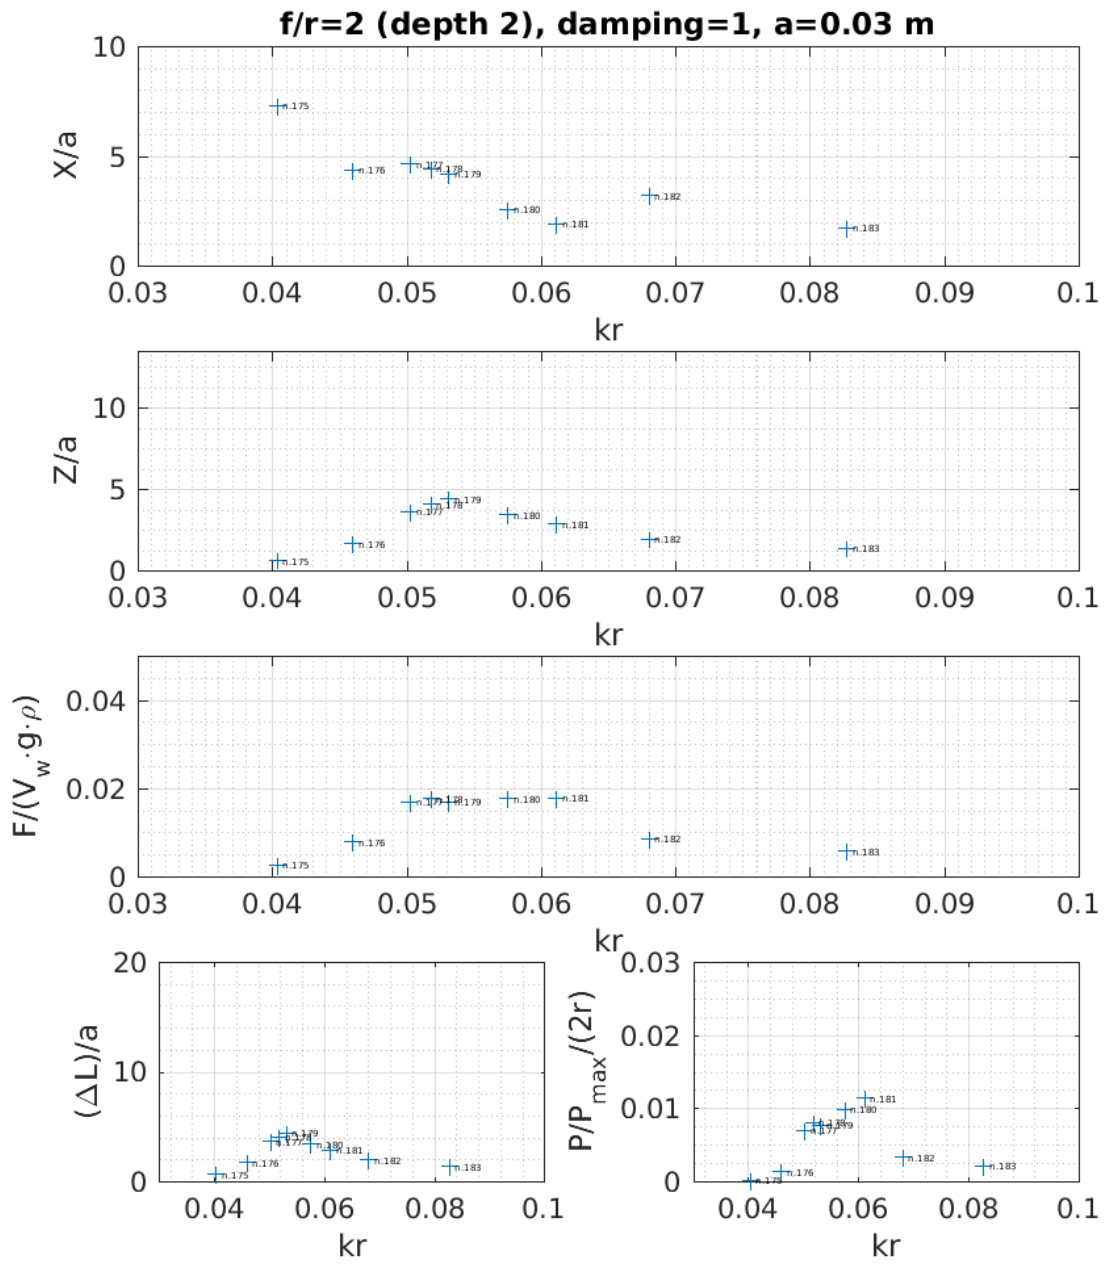 f/r=2 (depth 2), damping=1, a=0.03 m
10
5
0
X/a
n.175
n.176
n.177
n.178
n.179
n.180
n.181
n.182
n.183
0.03 0.04 0.05 0.06 0.07 0.08 0.09 0.1
kr
10
5
0
Z/a
n.175
n.176
n.177
n.178
n.179
n.180
n.181
n.182
n.183
0.03 0.04 0.05 0.06 0.07 0.08 0.09 0.1
kr
0.04
0.02
0
F/(V_w·g·ρ)
n.175
n.176
n.177
n.178
n.179
n.180
n.181
n.182
n.183
0.03 0.04 0.05 0.06 0.07 0.08 0.09 0.1
kr
20
10
0
(ΔL)/a
n.175
n.176
n.177
n.178
n.179
n.180
n.181
n.182
n.183
0.04 0.06 0.08 0.1
kr
0.03
0.02
0.01
0
P/P_max/(2r)
n.175
n.176
n.177
n.178
n.179
n.180
n.181
n.182
n.183
0.04 0.06 0.08 0.1
kr